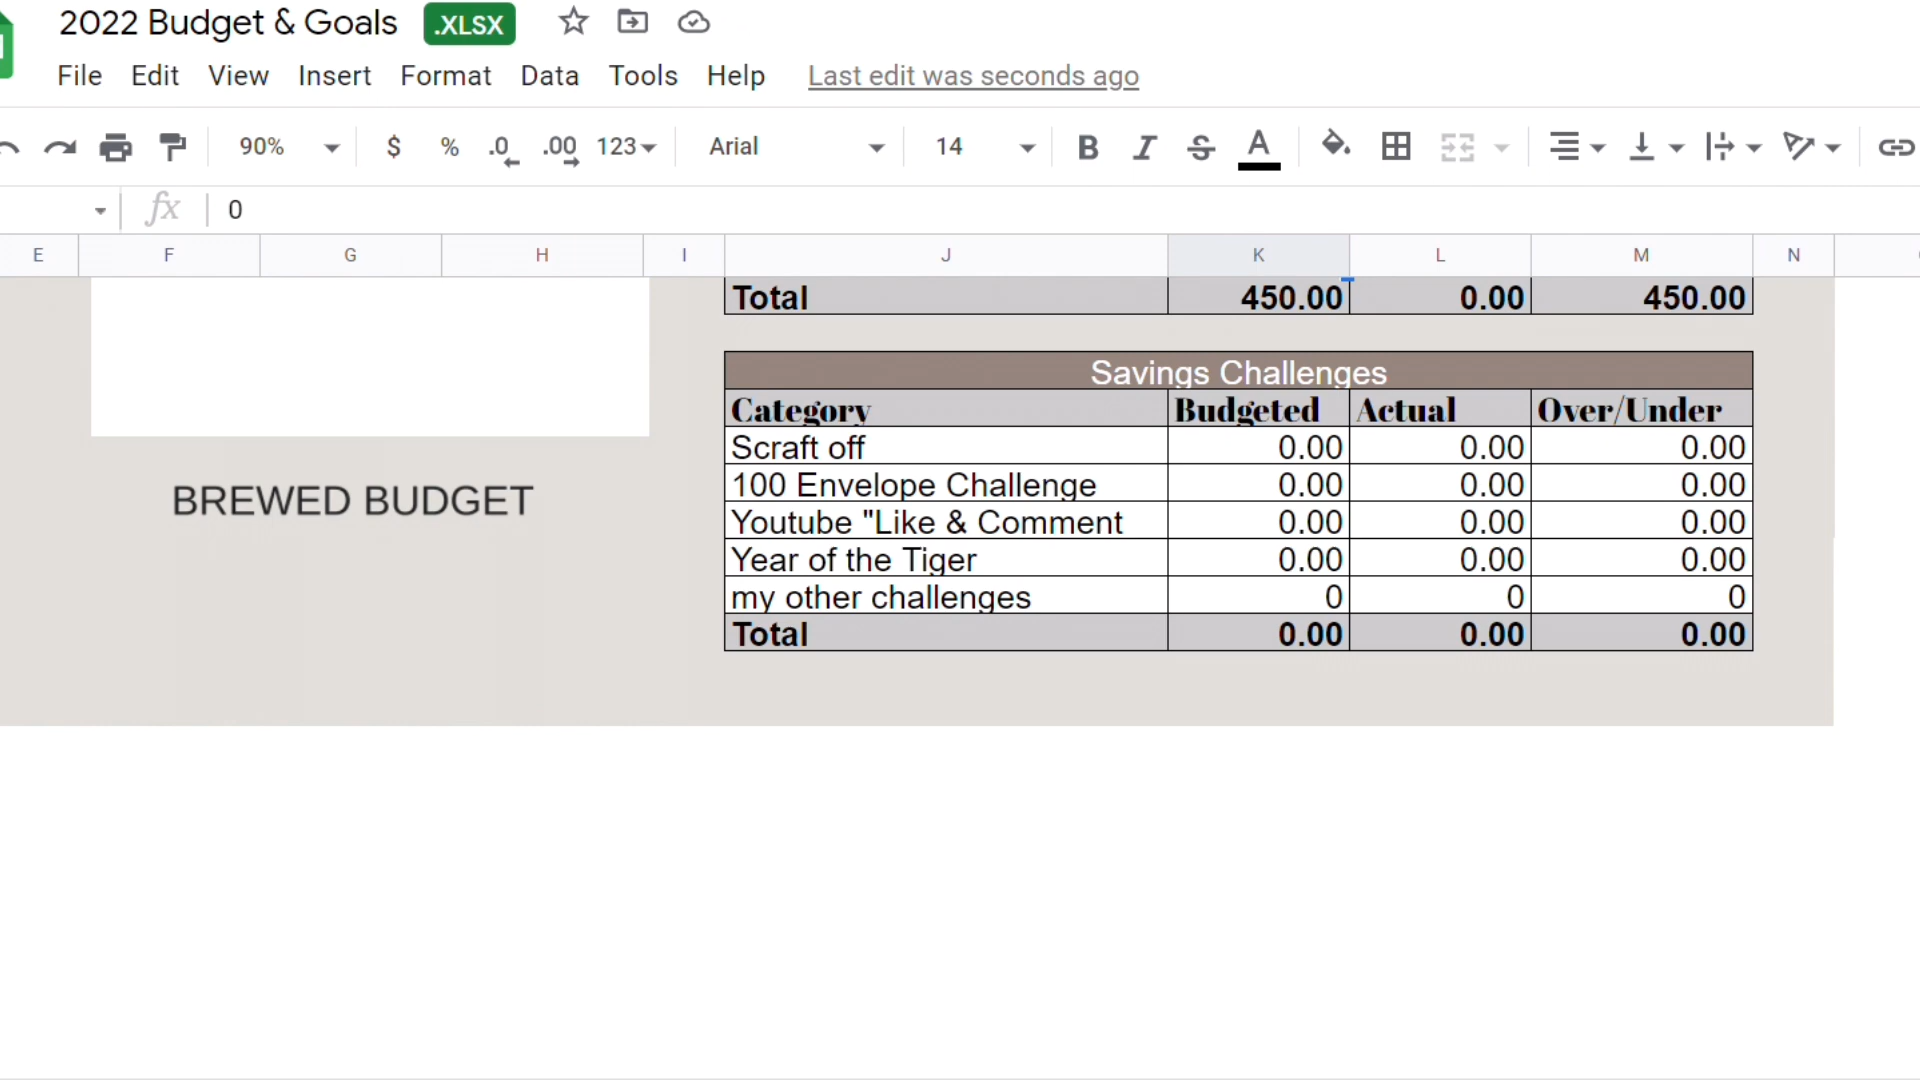 2022 Budget & Goals .XLSX
File Edit View Insert Format Data Tools Help Last edit was seconds ago
90% $ % .0 .00 123 Arial 14 B I S A
fx 0
E F G H I J K L M N
Total 450.00 0.00 450.00
Savings Challenges
Category Budgeted Actual Over/Under
Scraft off 0.00 0.00 0.00
100 Envelope Challenge 0.00 0.00 0.00
Youtube "Like & Comment 0.00 0.00 0.00
Year of the Tiger 0.00 0.00 0.00
my other challenges 0 0 0
Total 0.00 0.00 0.00
BREWED BUDGET